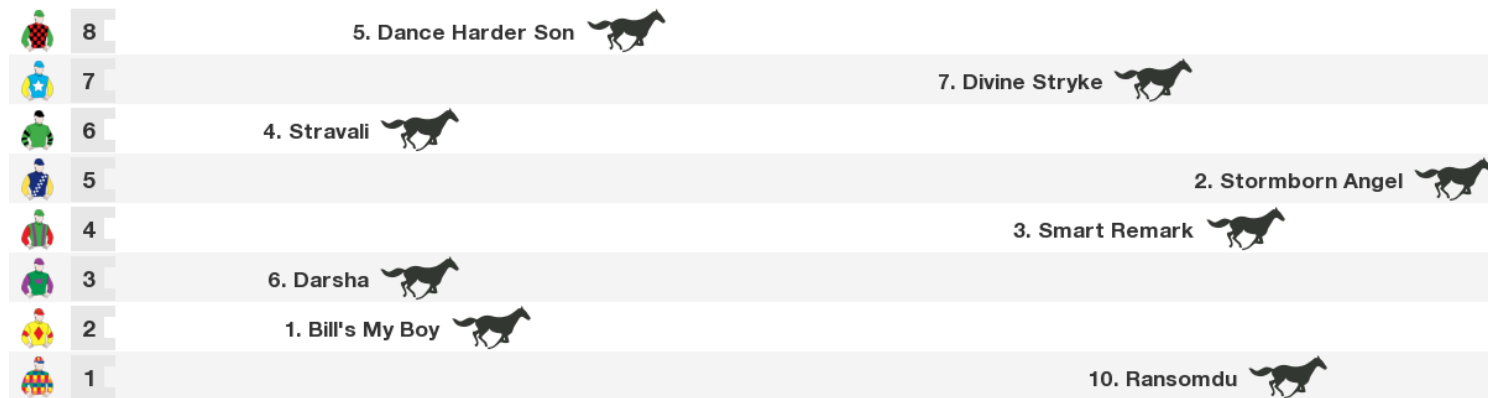 8 5. Dance Harder Son
7 7. Divine Stryke
6 4. Stravali
5 2. Stormborn Angel
4 3. Smart Remark
3 6. Darsha
2 1. Bill's My Boy
1 10. Ransomdu